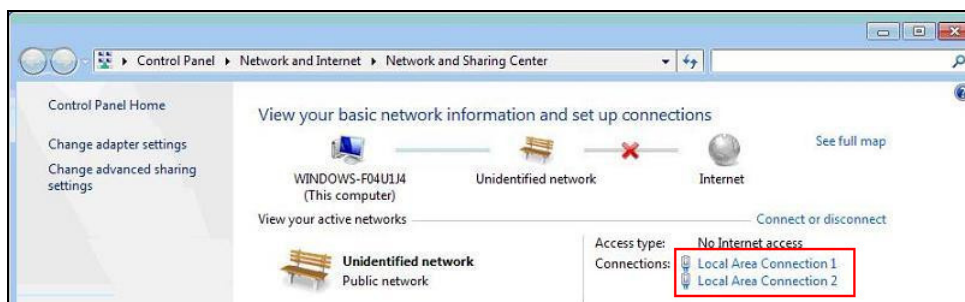 Control Panel ▸ Network and Internet ▸ Network and Sharing Center
Control Panel Home
Change adapter settings
Change advanced sharing
settings
View your basic network information and set up connections
See full map
WINDOWS-F04U1J4
(This computer)
Unidentified network
Internet
View your active networks
Connect or disconnect
Unidentified network
Public network
Access type: No Internet access
Connections: Local Area Connection 1
Local Area Connection 2